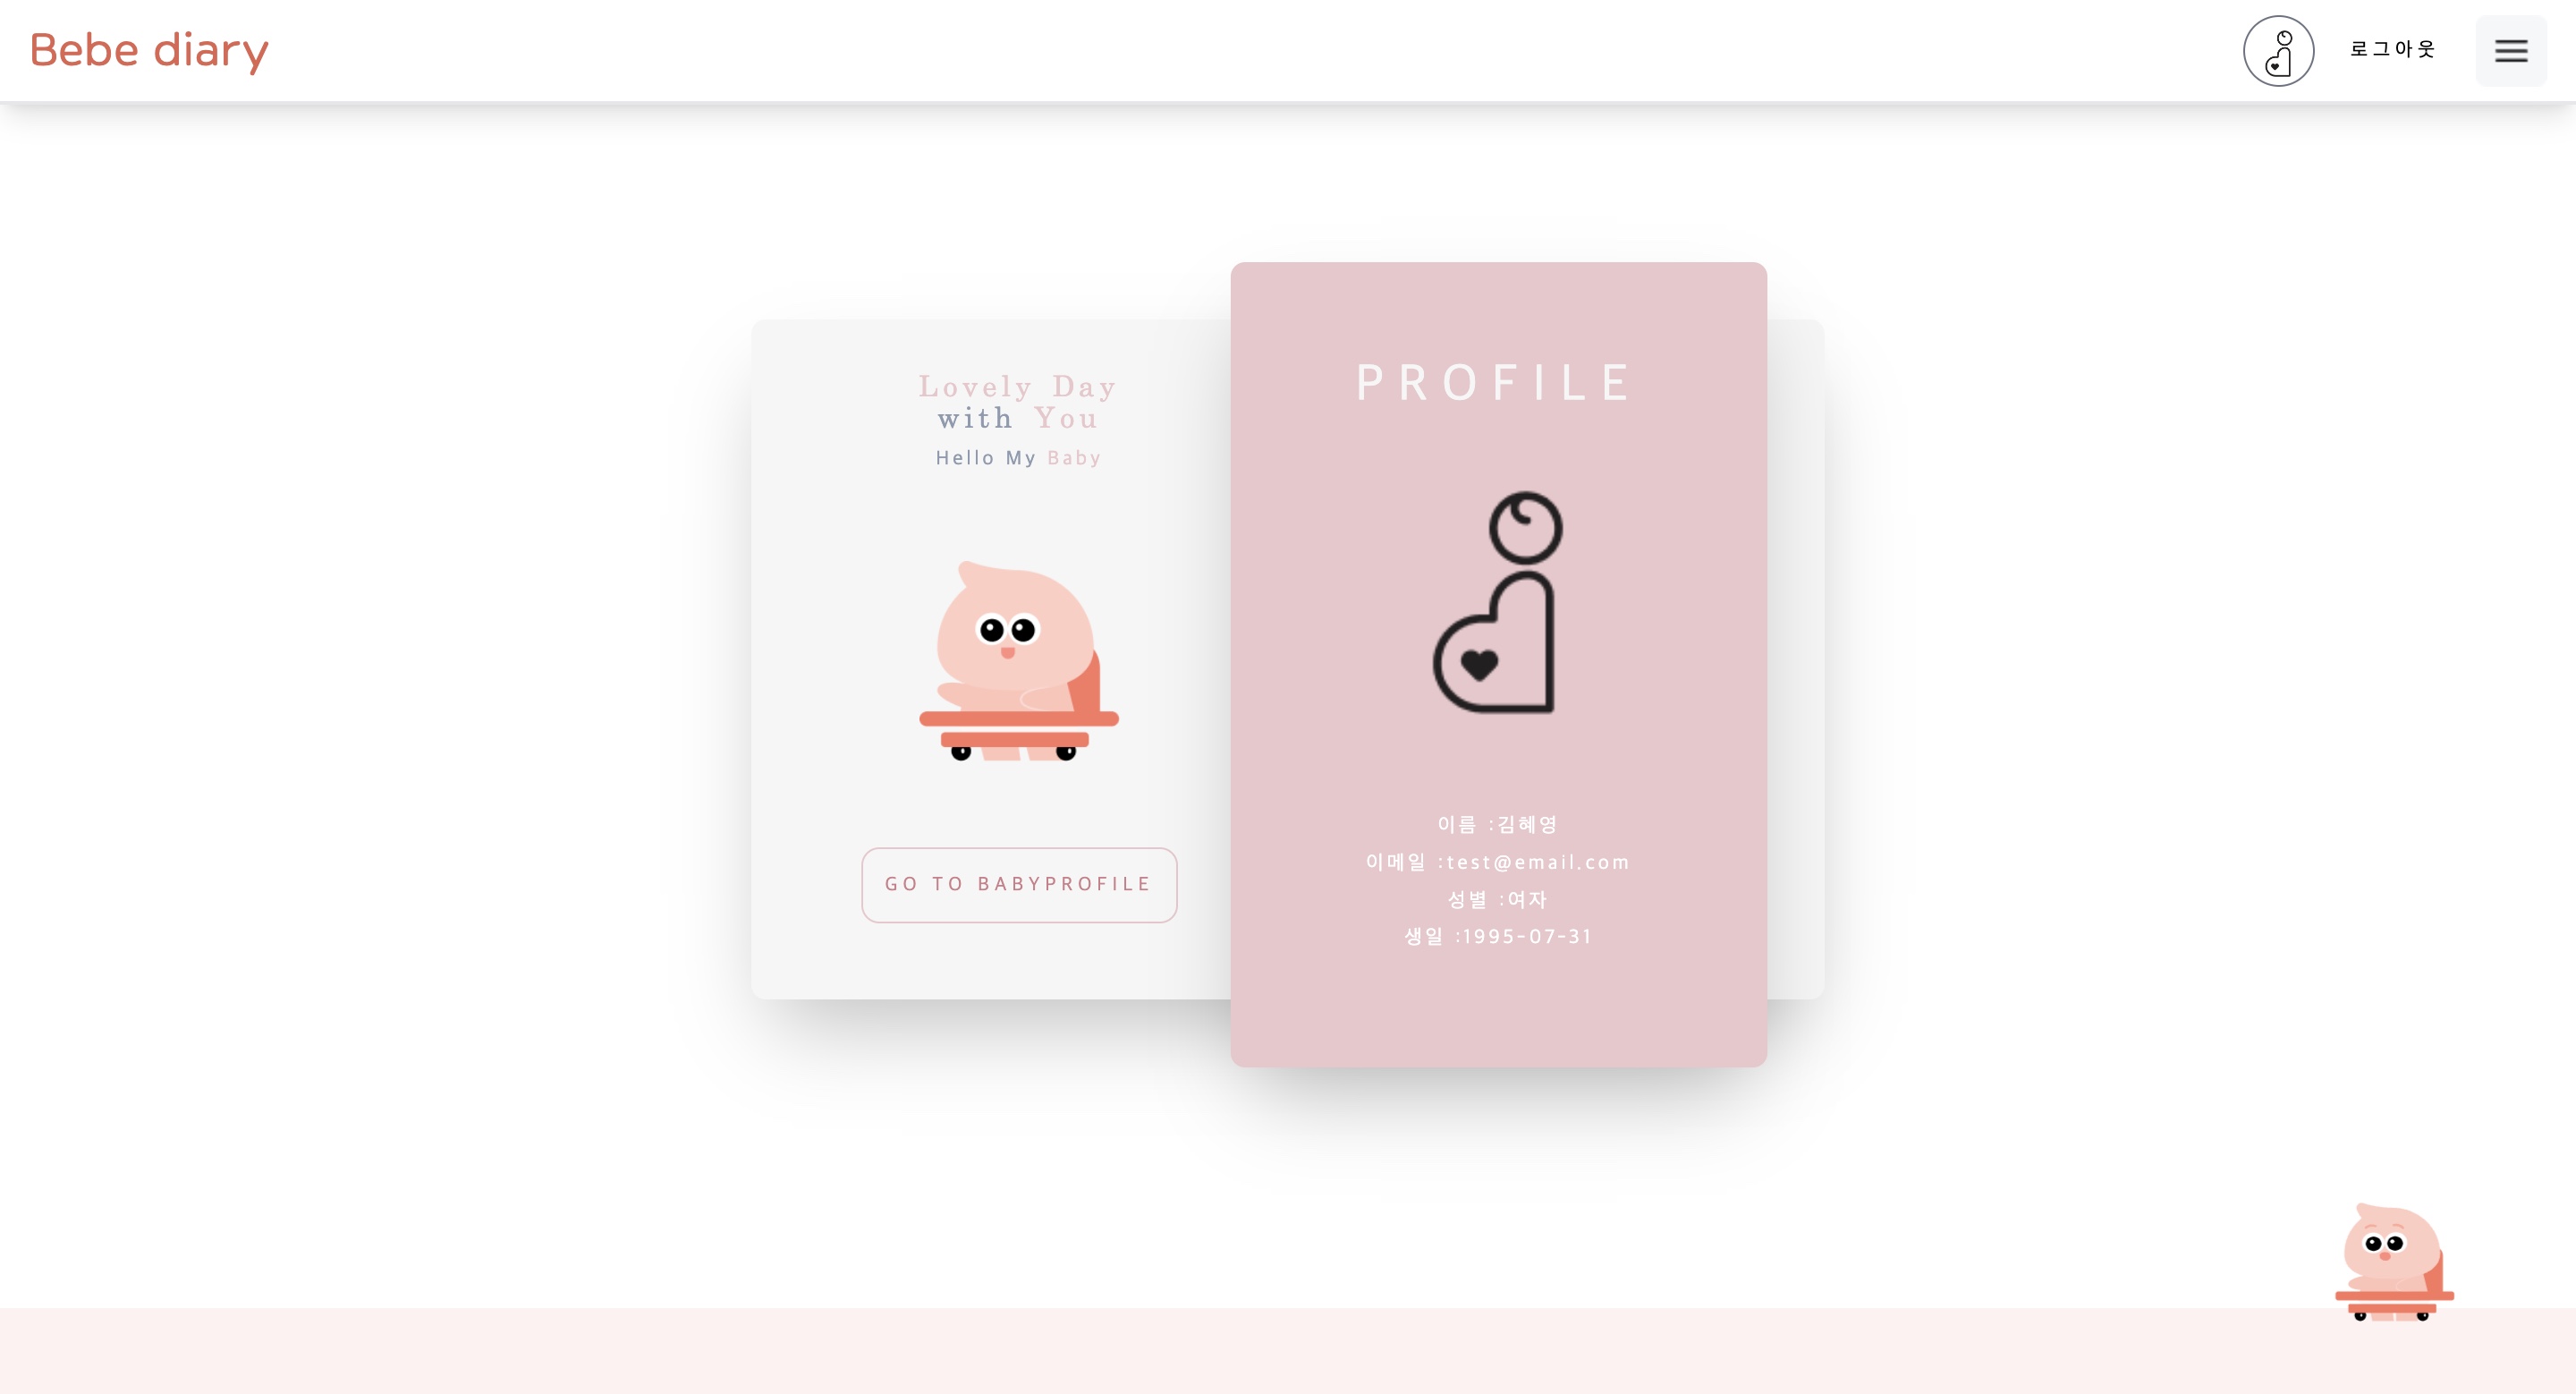 Bebe diary
로그아웃
Lovely Day
with You
Hello My Baby
GO TO BABYPROFILE
PROFILE
이름 :김혜영
이메일 :test@email.com
성별 :여자
생일 :1995-07-31